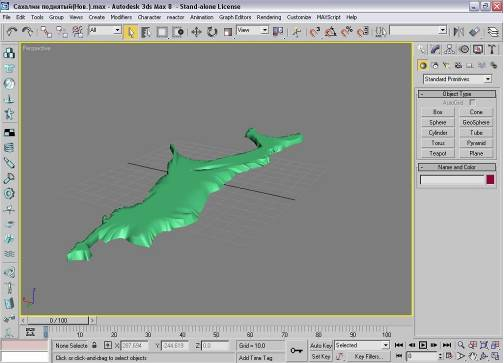 Сахалин поднятый(Нов.).max - Autodesk 3ds Max 8 - Stand-alone License
File Edit Tools Group Views Create Modifiers Character reactor Animation Graph Editors Rendering Customize MAXScript Help
All View
Perspective
Standard Primitives
Object Type
AutoGrid
Box Cone
Sphere GeoSphere
Cylinder Tube
Torus Pyramid
Teapot Plane
Name and Color
0 / 100
0 10 20 30 40 50 60 70 80 90 100
None Selecte X: 267,694 Y: -244,619 Z: 0,0 Grid = 10,0 Auto Key Selected
Click or click-and-drag to select objects Add Time Tag Set Key Key Filters... 0